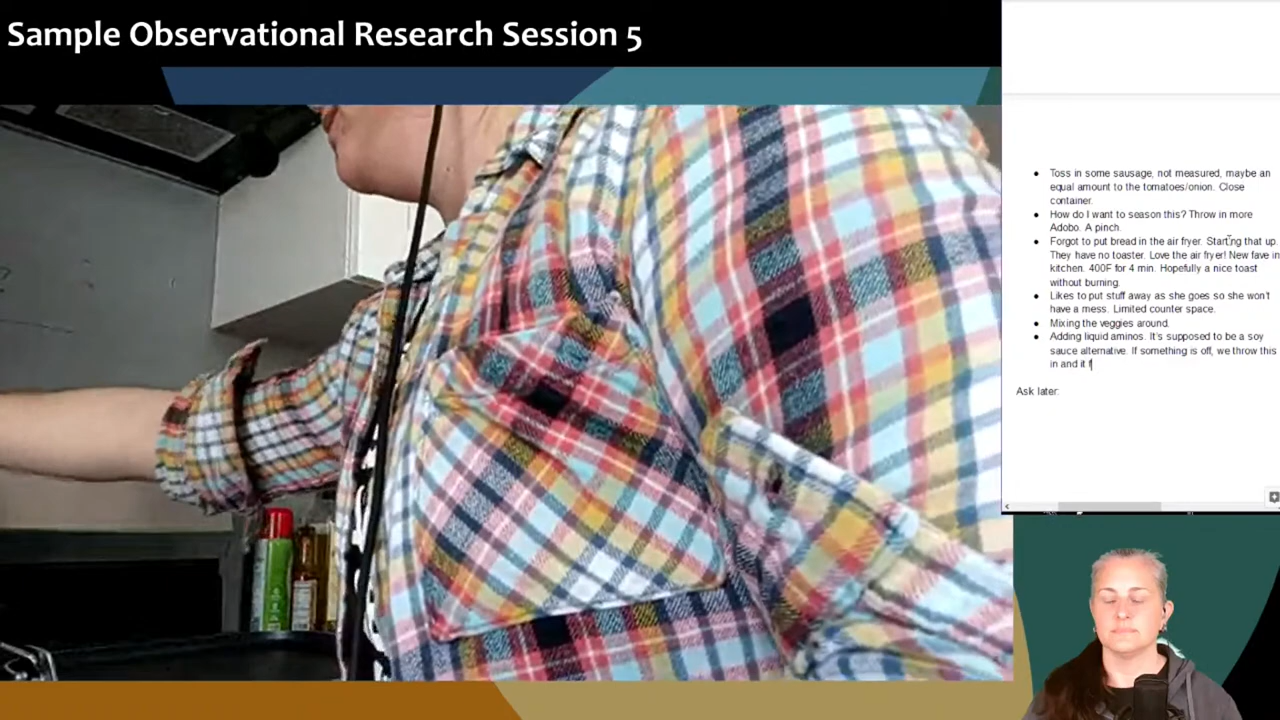 Sample Observational Research Session 5
Toss in some sausage, not measured, maybe an
equal amount to the tomatoes/onion. Close
container.
How do I want to season this? Throw in more
Adobo. A pinch.
Forgot to put bread in the air fryer. Starting that up.
They have no toaster. Love the air fryer! New fave in
kitchen. 400F for 4 min. Hopefully a nice toast
without burning.
Likes to put stuff away as she goes so she won't
have a mess. Limited counter space.
Mixing the veggies around.
Adding liquid aminos. It's supposed to be a soy
sauce alternative. If something is off, we throw this
in and it f
Ask later: